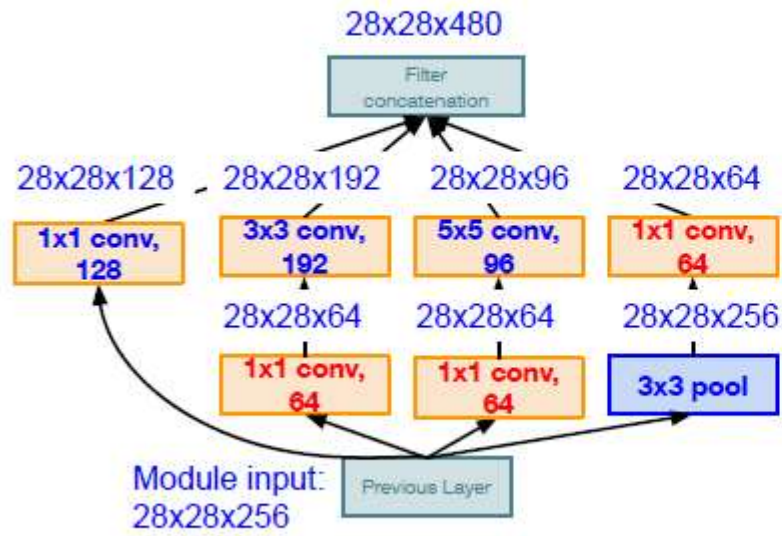 28x28x480
Filter
concatenation
28x28x128 28x28x192 28x28x96 28x28x64
1x1 conv,
128
3x3 conv,
192
5x5 conv,
96
1x1 conv,
64
28x28x64 28x28x64 28x28x256
1x1 conv,
64
1x1 conv,
64
3x3 pool
Module input:
28x28x256
Previous Layer